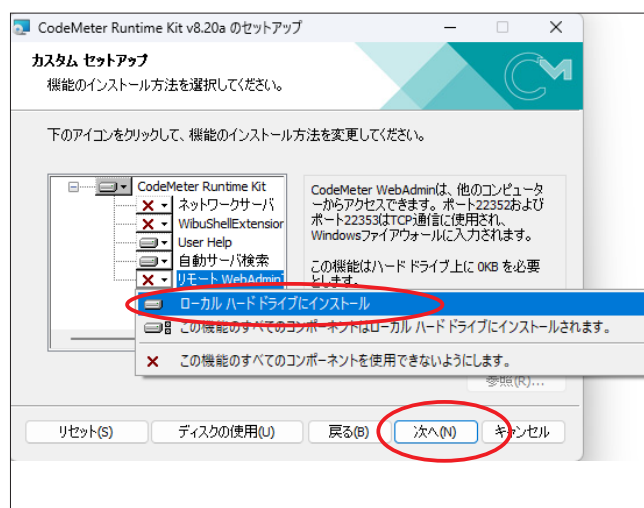 CodeMeter Runtime Kit v8.20a のセットアップ
カスタム セットアップ
機能のインストール方法を選択してください。
下のアイコンをクリックして、機能のインストール方法を変更してください。
CodeMeter Runtime Kit
ネットワークサーバ
WibuShellExtension
User Help
自動サーバ検索
リモート WebAdmin
CodeMeter WebAdminは、他のコンピュータ
ーからアクセスできます。ポート22352および
ポート22353はTCP通信に使用され、
Windowsファイアウォールに入力されます。
この機能はハード ドライブ上に 0KB を必要
とします。
ローカル ハード ドライブにインストール
この機能のすべてのコンポーネントはローカル ハード ドライブにインストールされます。
この機能のすべてのコンポーネントを使用できないようにします。
参照(R)...
リセット(S)
ディスクの使用(U)
戻る(B)
次へ(N)
キャンセル